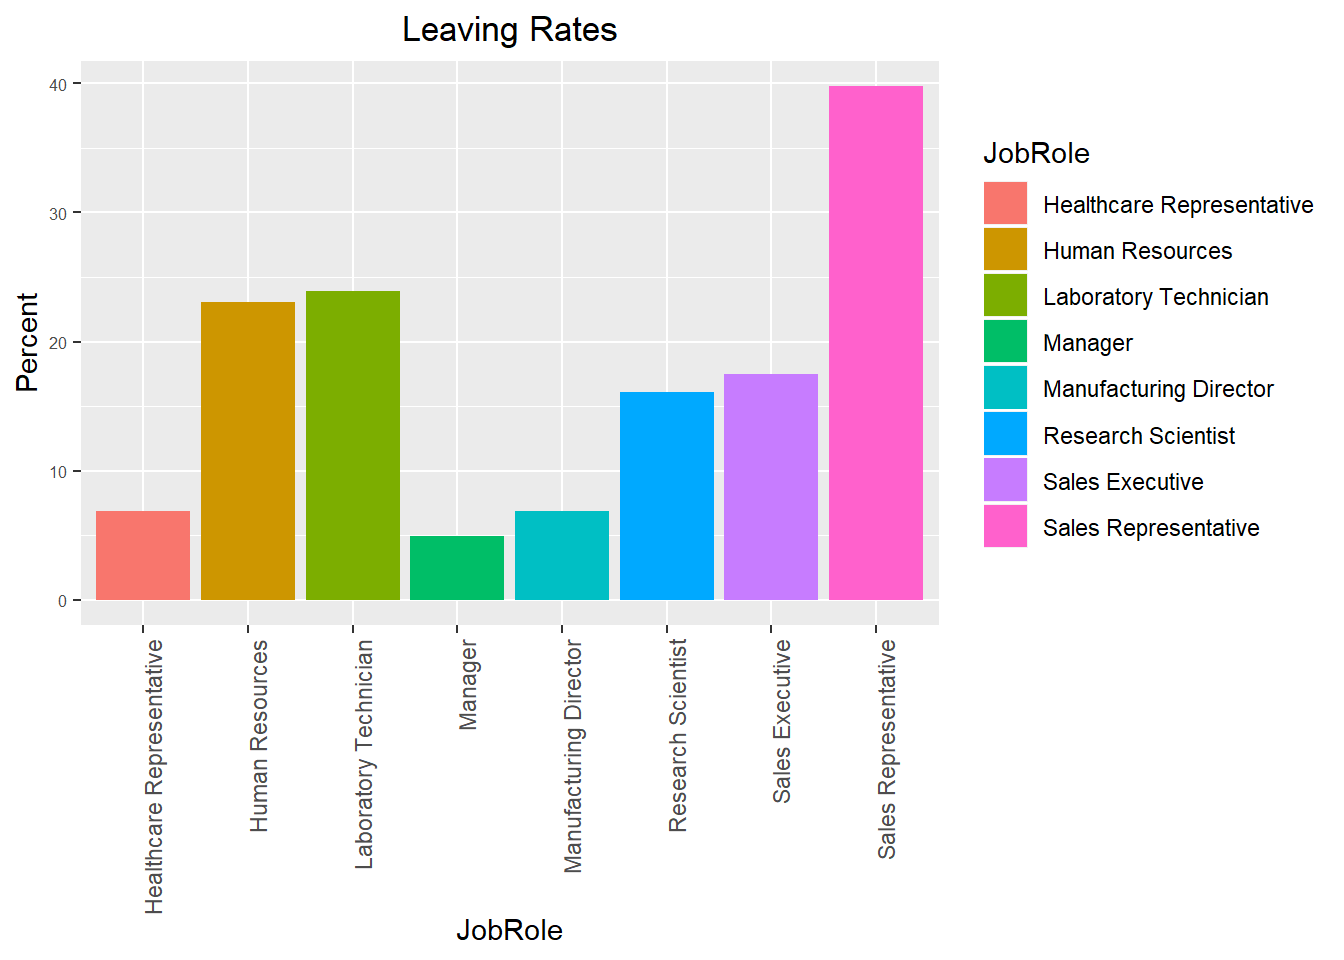 Leaving Rates
Percent
40
30
20
10
0
Healthcare Representative
Human Resources
Laboratory Technician
Manager
Manufacturing Director
Research Scientist
Sales Executive
Sales Representative
JobRole
JobRole
Healthcare Representative
Human Resources
Laboratory Technician
Manager
Manufacturing Director
Research Scientist
Sales Executive
Sales Representative